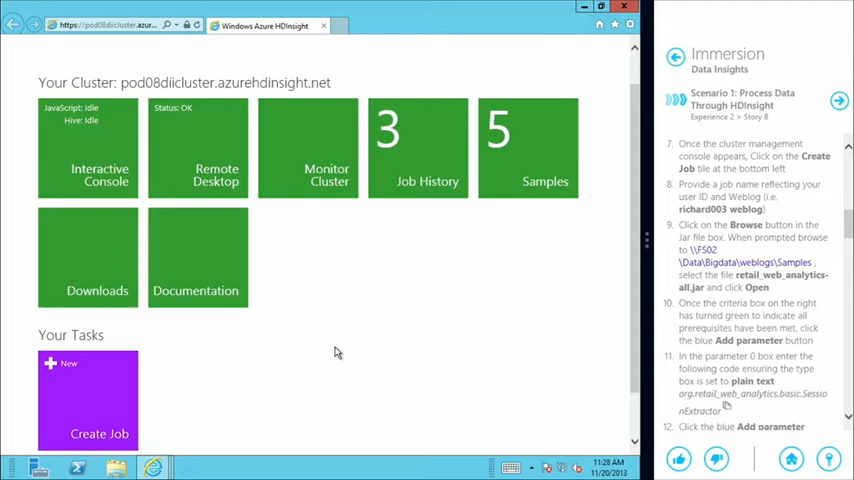 https://pod08diicluster.azur...
Windows Azure HDInsight
Your Cluster: pod08diicluster.azurehdinsight.net
JavaScript: Idle
Hive: Idle
Interactive
Console
Status: OK
Remote
Desktop
Monitor
Cluster
3
Job History
5
Samples
Downloads
Documentation
Your Tasks
New
Create Job
11:28 AM
11/20/2013
Immersion
Data Insights
Scenario 1: Process Data
Through HDInsight
Experience 2 > Story B
7. Once the cluster management
console appears, Click on the Create
Job tile at the bottom left
8. Provide a job name reflecting your
user ID and Weblog (i.e.
richard003 weblog)
9. Click on the Browse button in the
Jar file box. When prompted browse
to \\FS02
\Data\Bigdata\weblogs\Samples ,
select the file retail_web_analytics-
all.jar and click Open
10. Once the criteria box on the right
has turned green to indicate all
prerequisites have been met, click
the blue Add parameter button
11. In the parameter 0 box enter the
following code ensuring the type
box is set to plain text
org.retail_web_analytics.basic.Sessio
nExtractor
12. Click the blue Add parameter